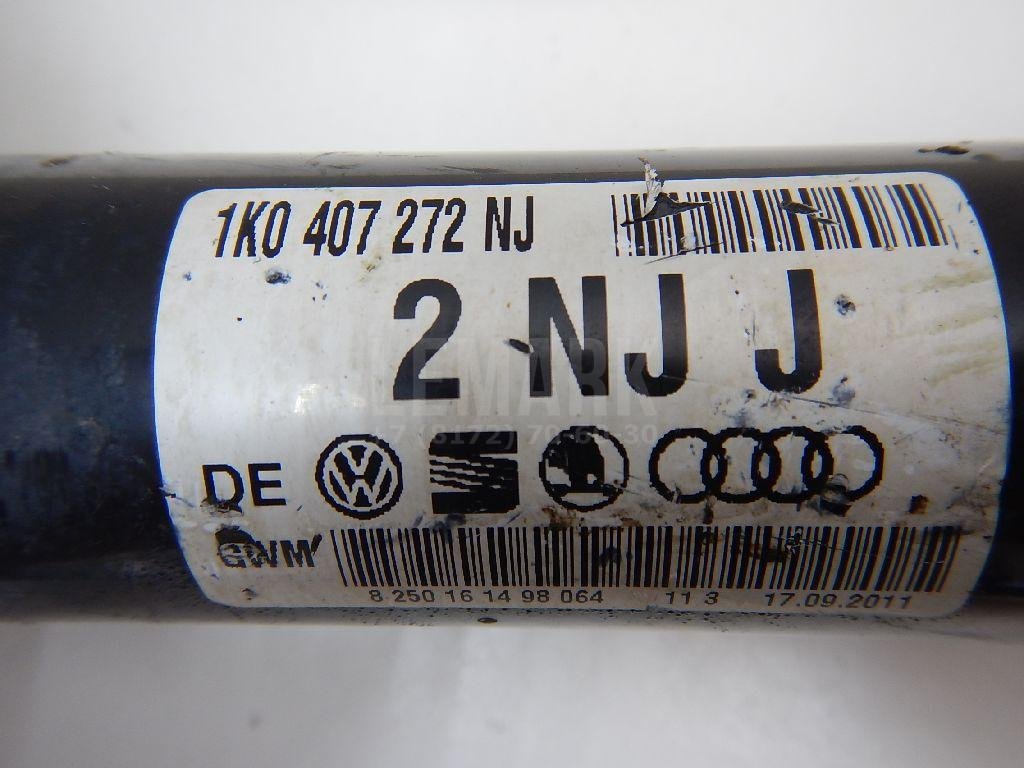 1K0 407 272 NJ
2 NJ J
LEMARK
DE
GWM
8 250 16 14 98 064 11 3 17.09.2011